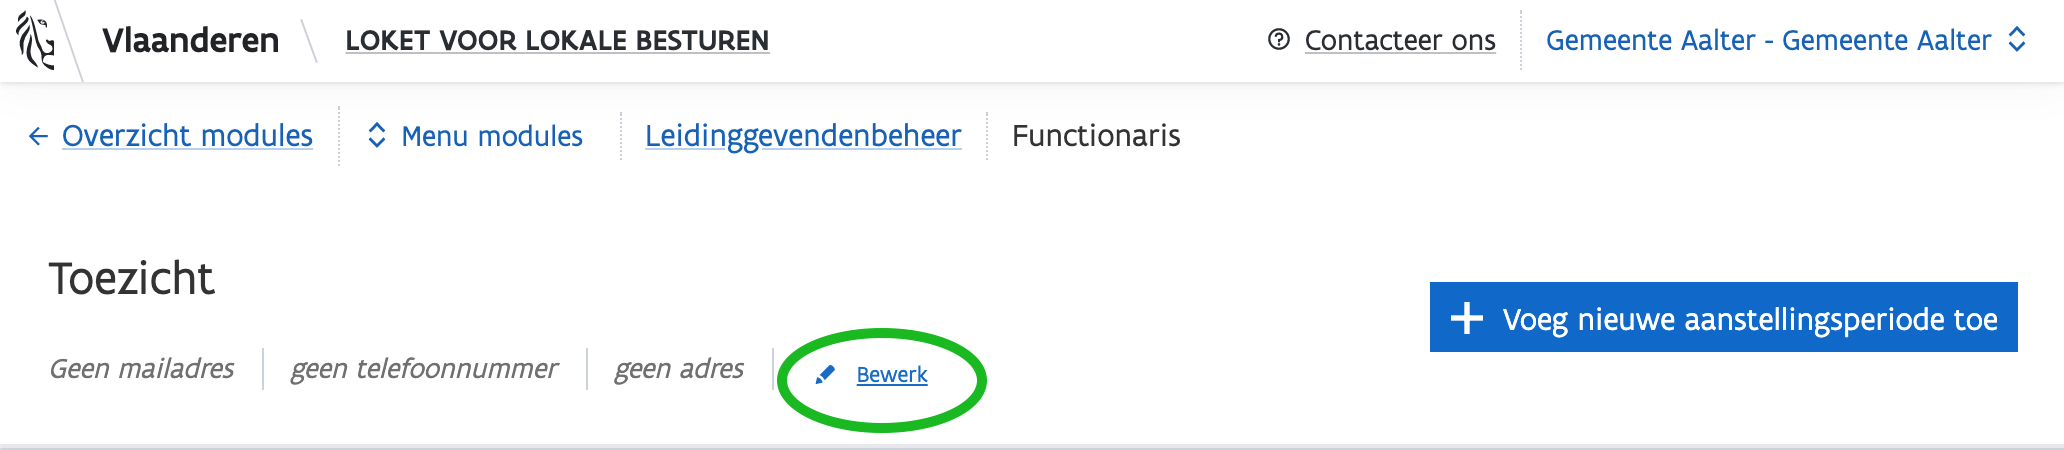 Vlaanderen LOKET VOOR LOKALE BESTUREN Contacteer ons Gemeente Aalter - Gemeente Aalter
Overzicht modules Menu modules Leidinggevendenbeheer Functionaris
Toezicht
Voeg nieuwe aanstellingsperiode toe
Geen mailadres geen telefoonnummer geen adres Bewerk